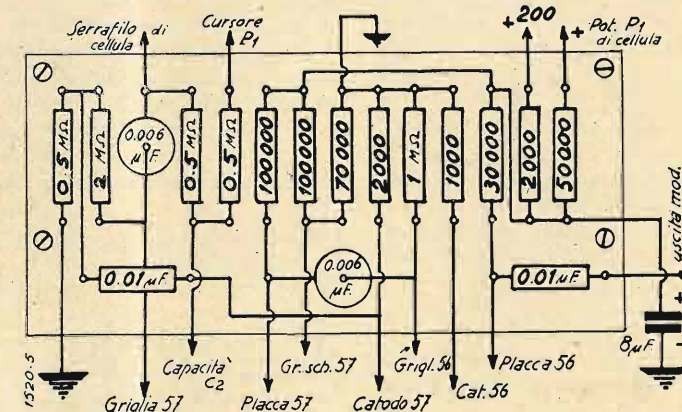 Serrafilo di cellula
Cursore P1
+200
+ Pot. P1 di cellula
0.5 MΩ
2 MΩ
0.006 μF.
0.5 MΩ
0.5 MΩ
100000
100000
70000
2000
1 MΩ
1000
30000
2000
50000
0.01 μF.
0.006 μF.
0.01 μF.
uscita mod.
+
8 μF.
-
Capacità C2
Gr. sch. 57
Grigl. 56
Placca 56
1520.5
Griglia 57
Placca 57
Catodo 57
Cat. 56